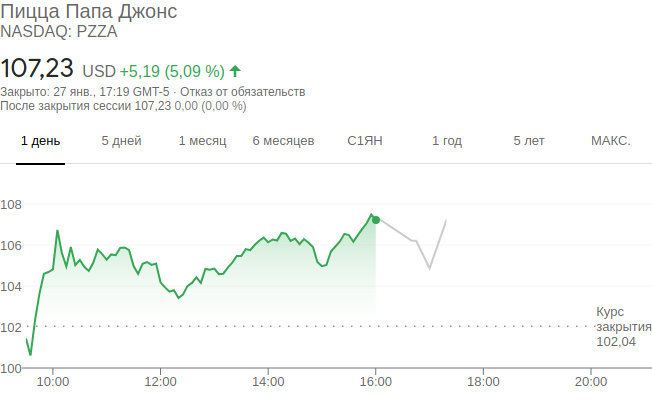 Пицца Папа Джонс
NASDAQ: PZZA
107,23 USD +5,19 (5,09 %)
Закрыто: 27 янв., 17:19 GMT-5 · Отказ от обязательств
После закрытия сессии 107,23 0,00 (0,00 %)
1 день 5 дней 1 месяц 6 месяцев С1ЯН 1 год 5 лет МАКС.
108
106
104
102
100
Курс
закрытия
102,04
10:00 12:00 14:00 16:00 18:00 20:00